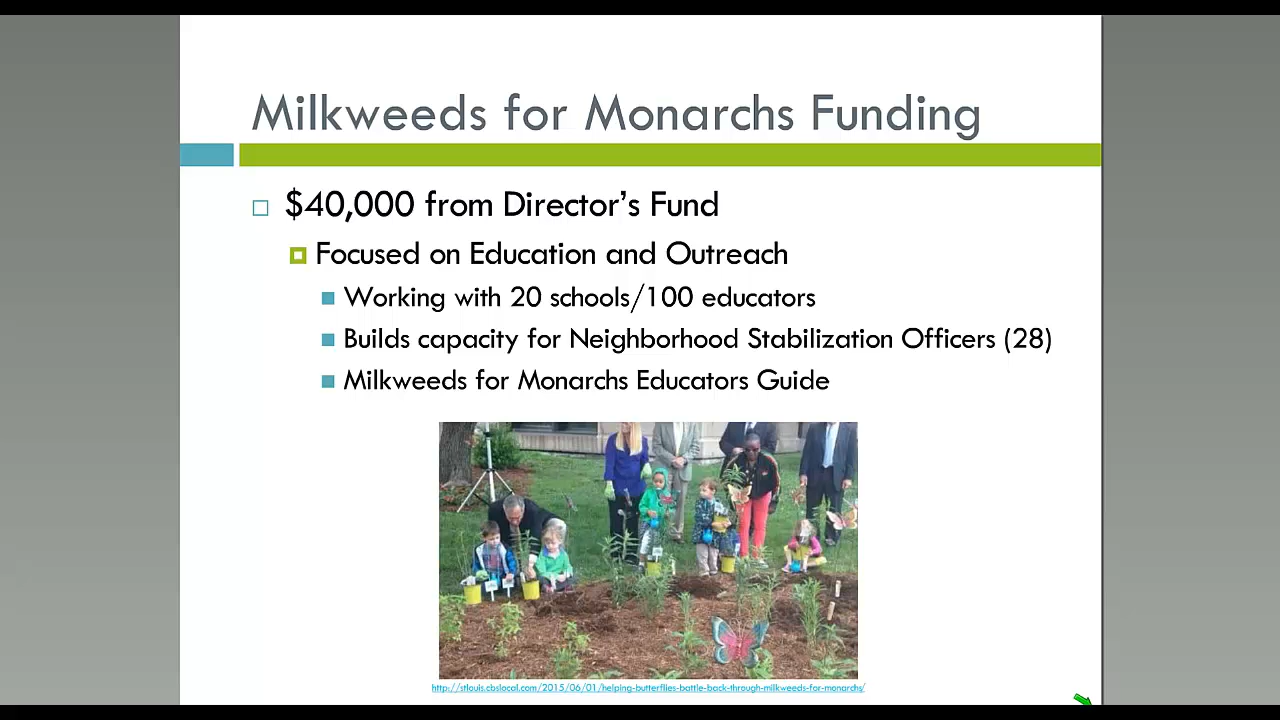 Milkweeds for Monarchs Funding
$40,000 from Director's Fund
Focused on Education and Outreach
Working with 20 schools/100 educators
Builds capacity for Neighborhood Stabilization Officers (28)
Milkweeds for Monarchs Educators Guide
http://stlouis.cbslocal.com/2015/06/01/helping-butterflies-battle-back-through-milkweeds-for-monarchs/